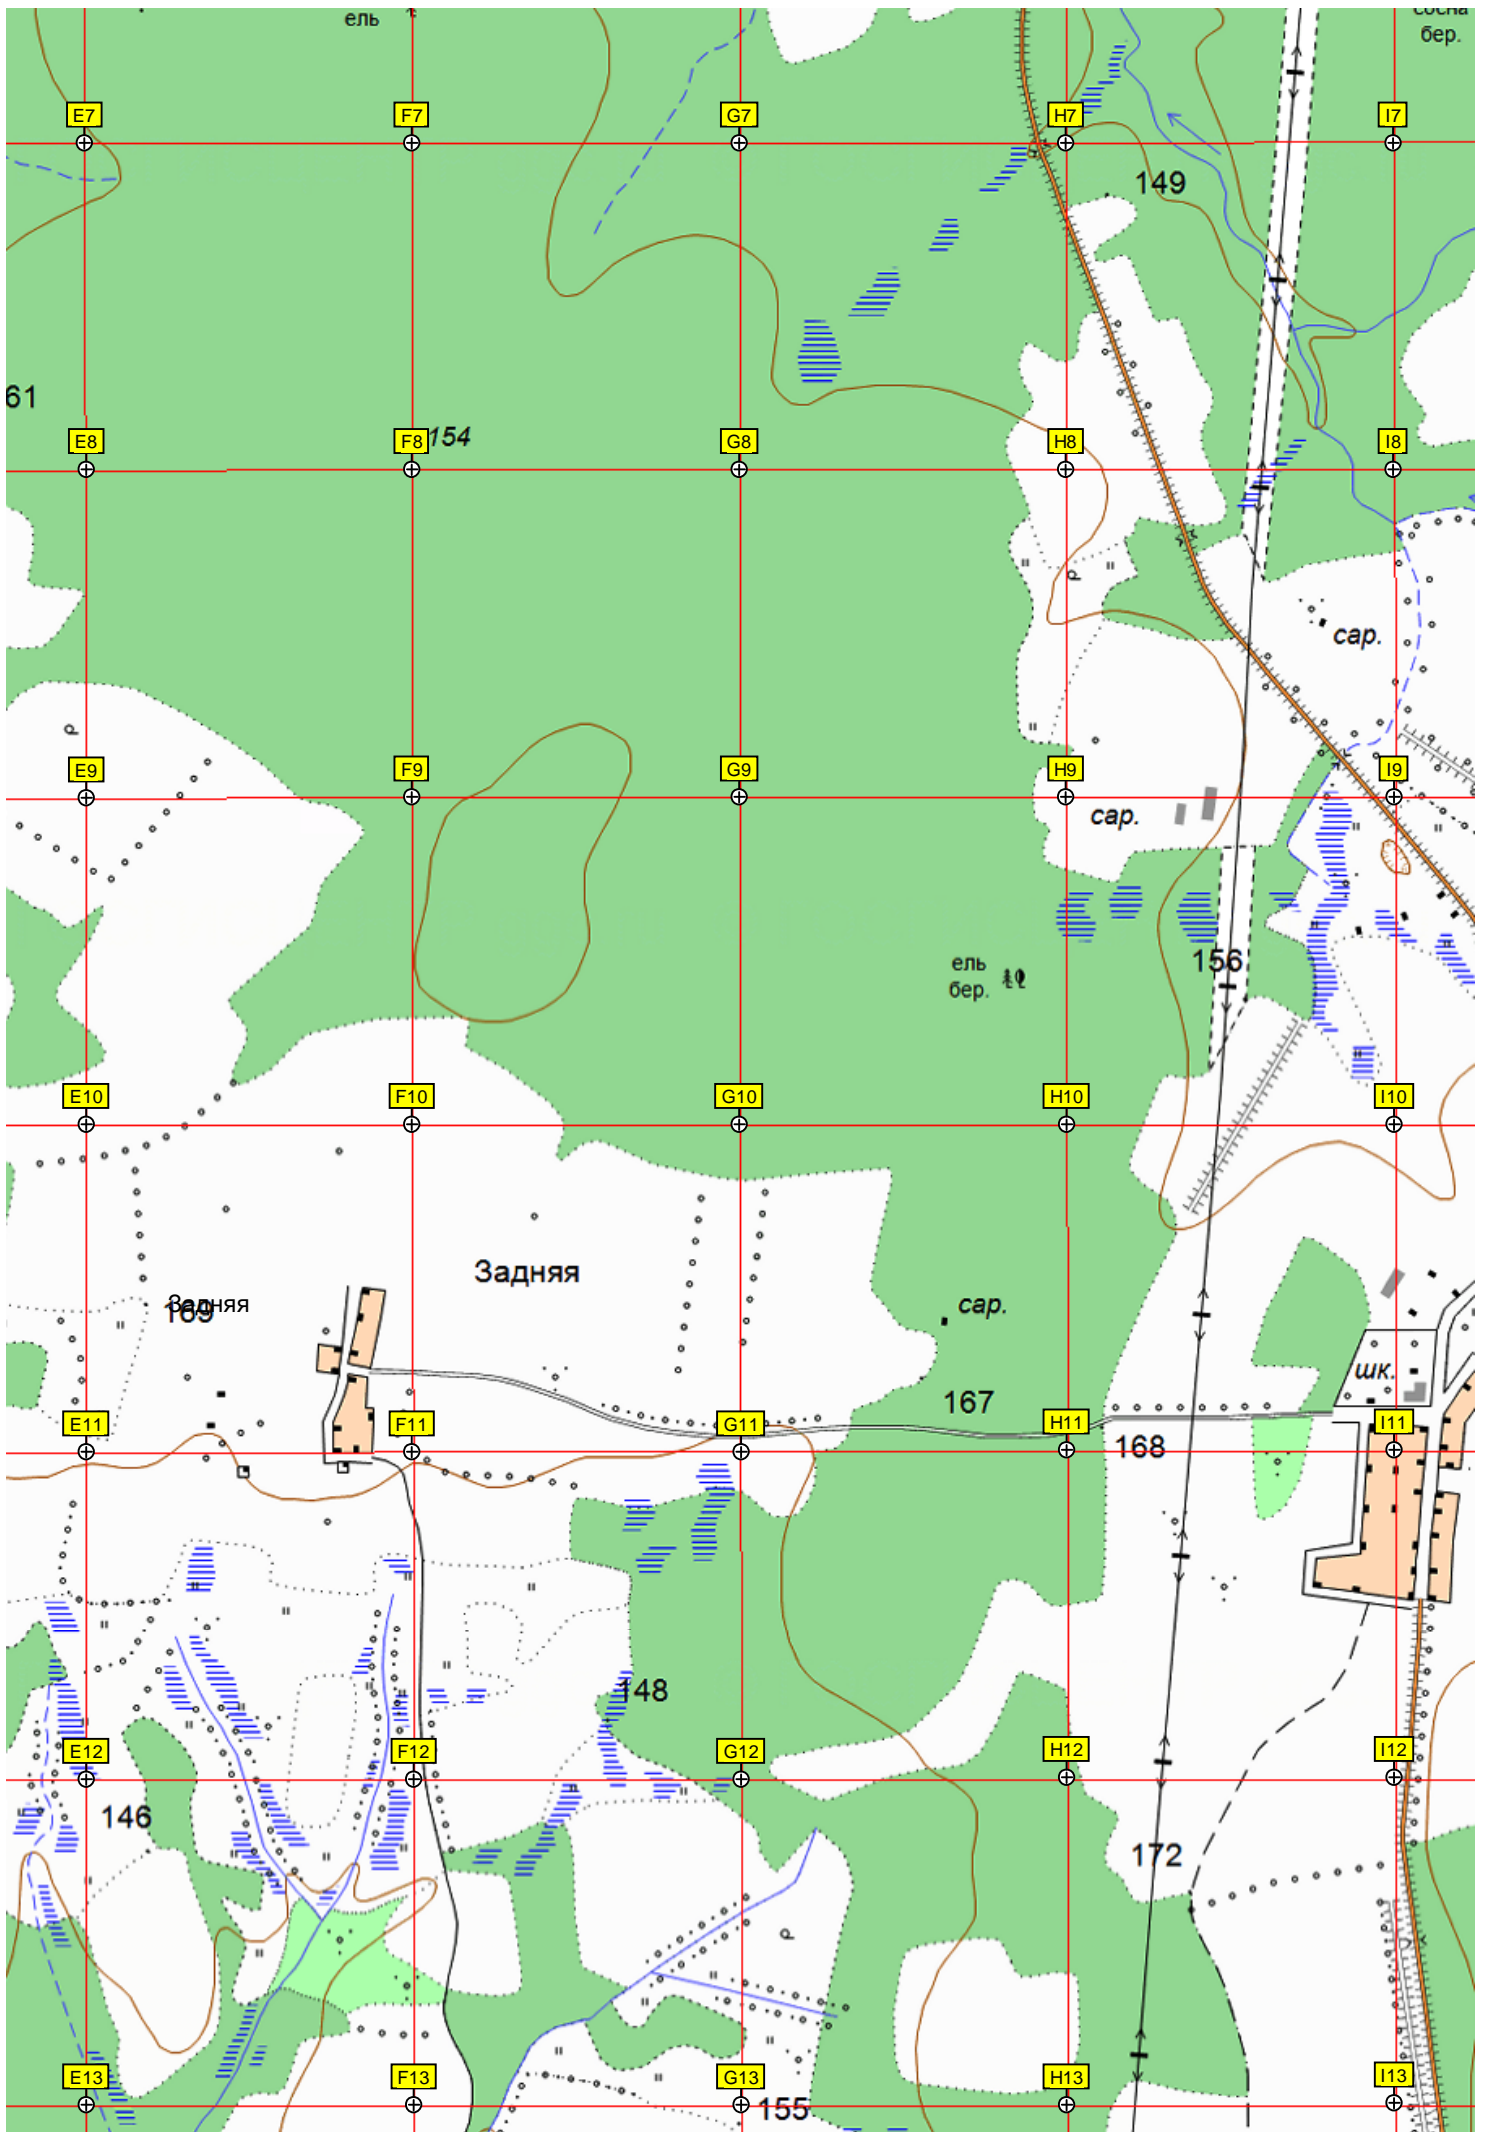 ель
сосна
бер.
E7
F7
G7
H7
I7
149
61
E8
F8
154
G8
H8
I8
сар.
E9
F9
G9
H9
I9
сар.
ель
бер.
156
E10
F10
G10
H10
I10
Задняя
Задняя
169
сар.
шк.
167
E11
F11
G11
H11
I11
168
148
E12
F12
G12
H12
I12
146
172
E13
F13
G13
H13
I13
155